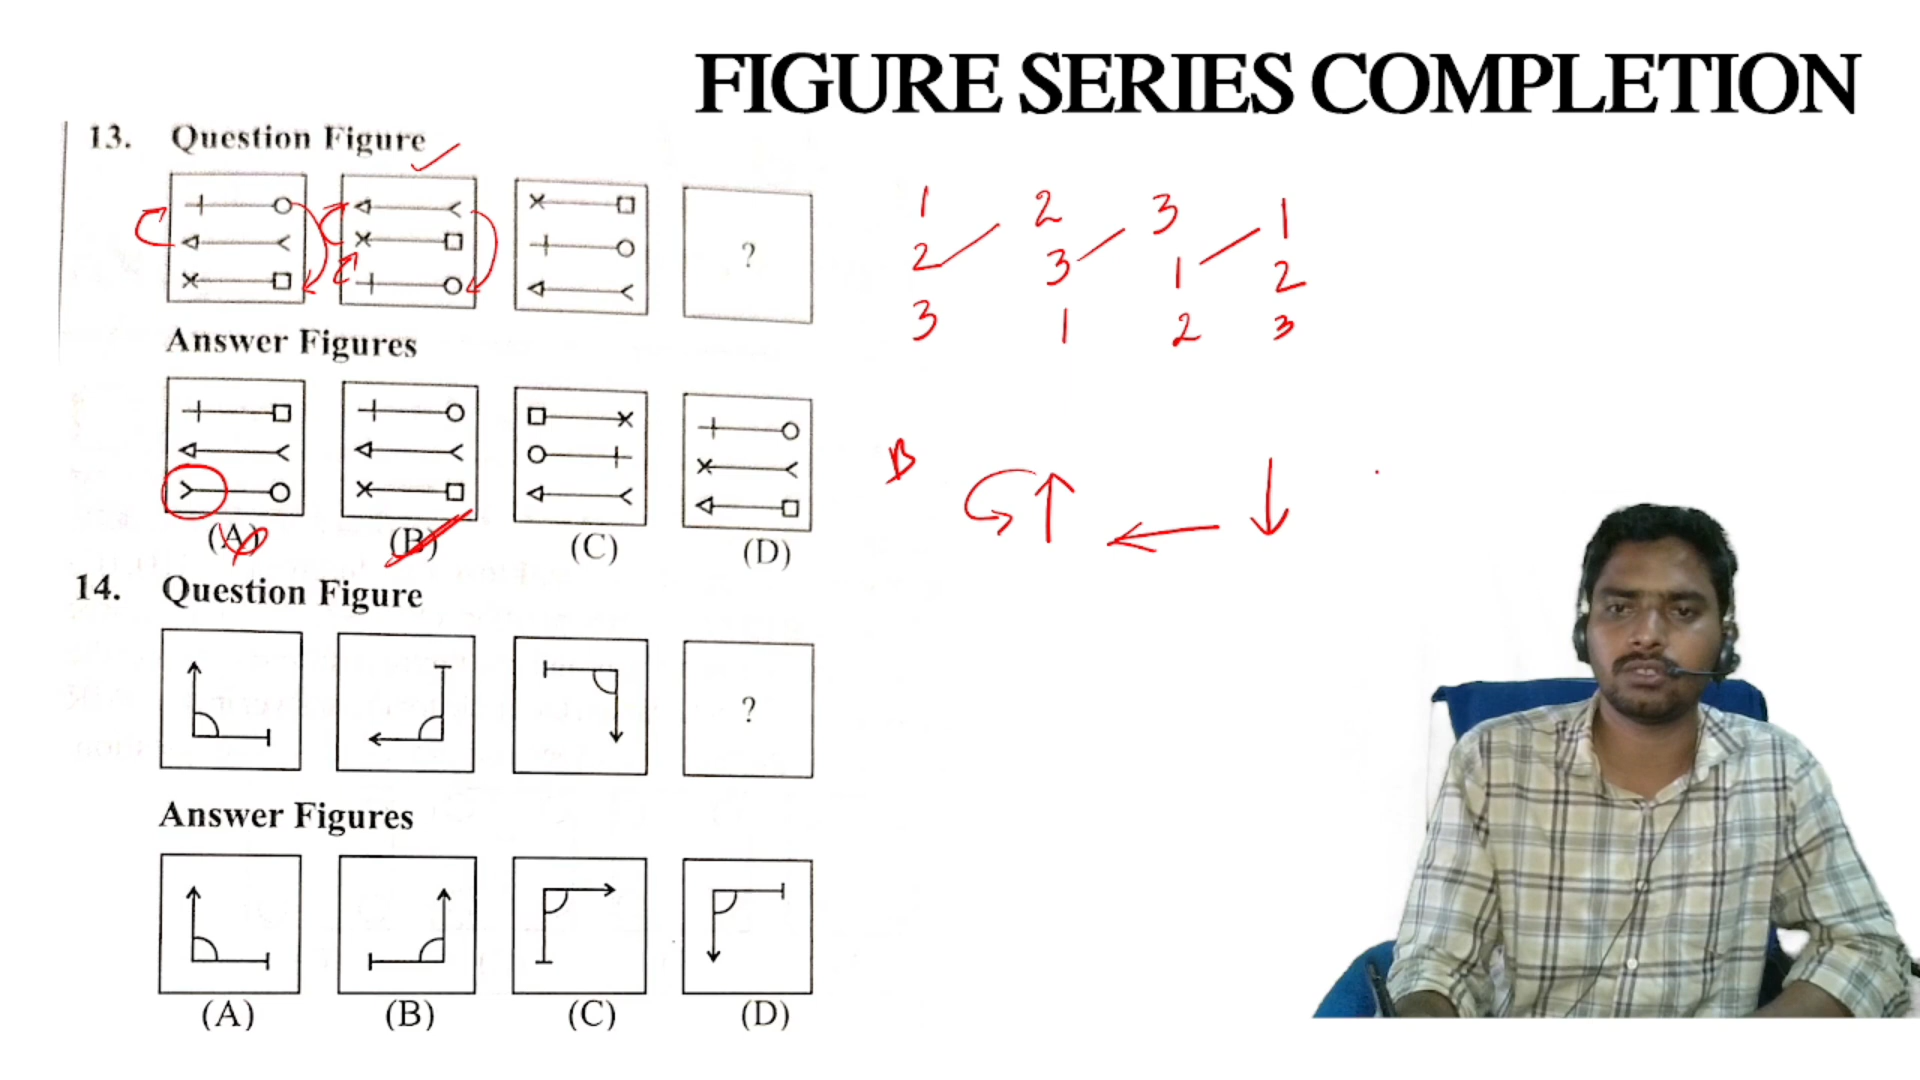 FIGURE SERIES COMPLETION
13. Question Figure
?
Answer Figures
(A) (B) (C) (D)
14. Question Figure
?
Answer Figures
(A) (B) (C) (D)
1 2 3 1
2 3 1 2
3 1 2 3
B